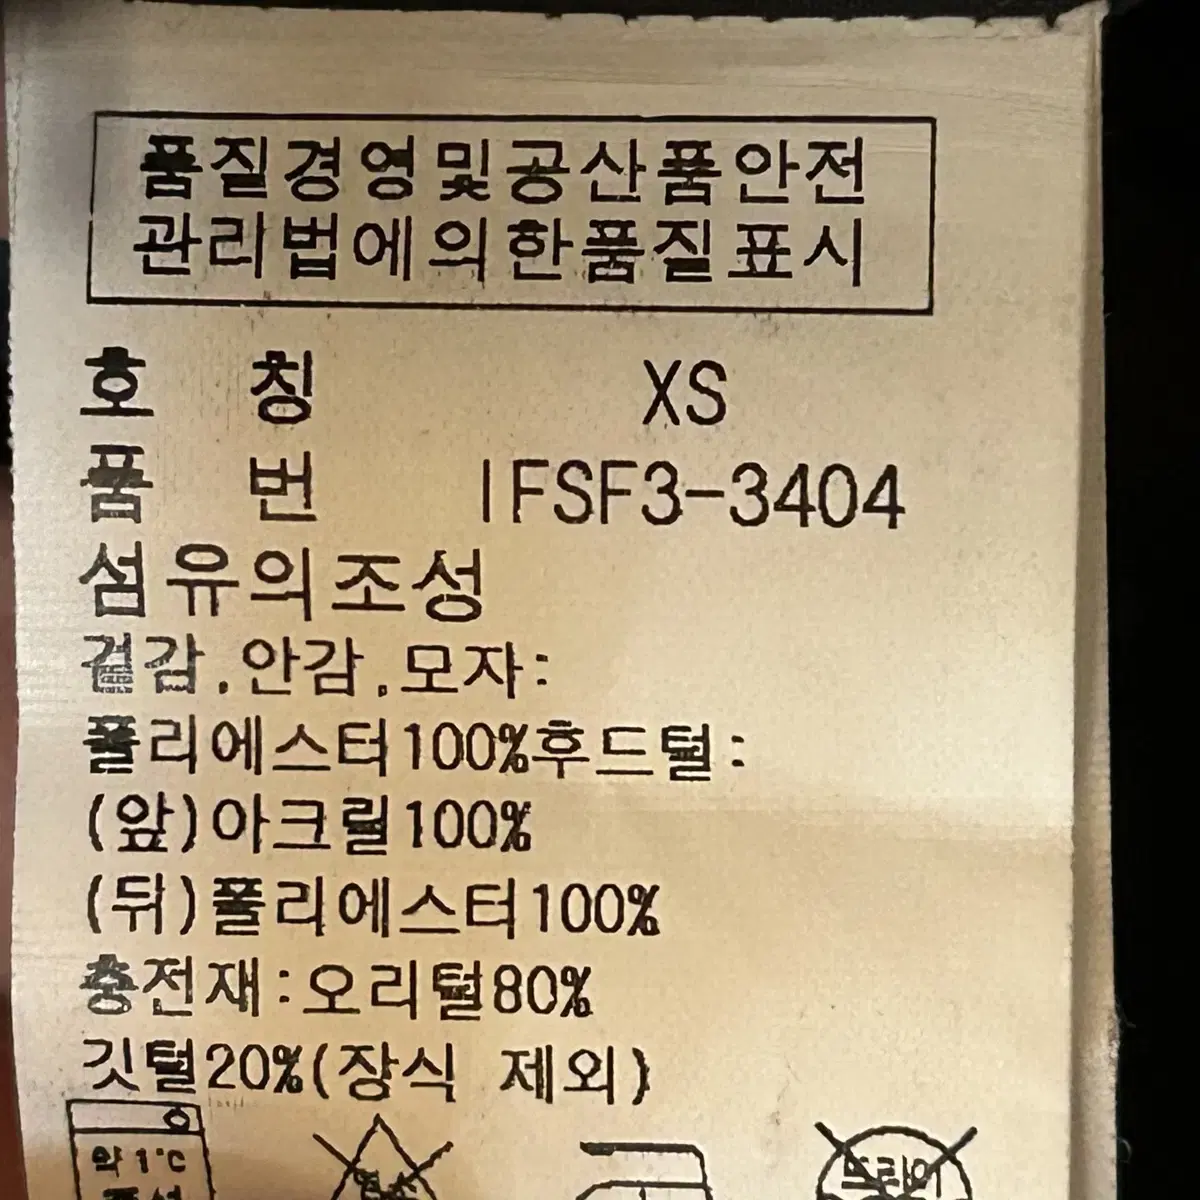 품질경영및공산품안전
관리법에의한품질표시
호 칭 XS
품 번 IFSF3-3404
섬유의조성
겉감.안감.모자:
폴리에스터100%후드털:
(앞)아크릴100%
(뒤)폴리에스터100%
충전재:오리털80%
깃털20%(장식 제외)
약 1℃